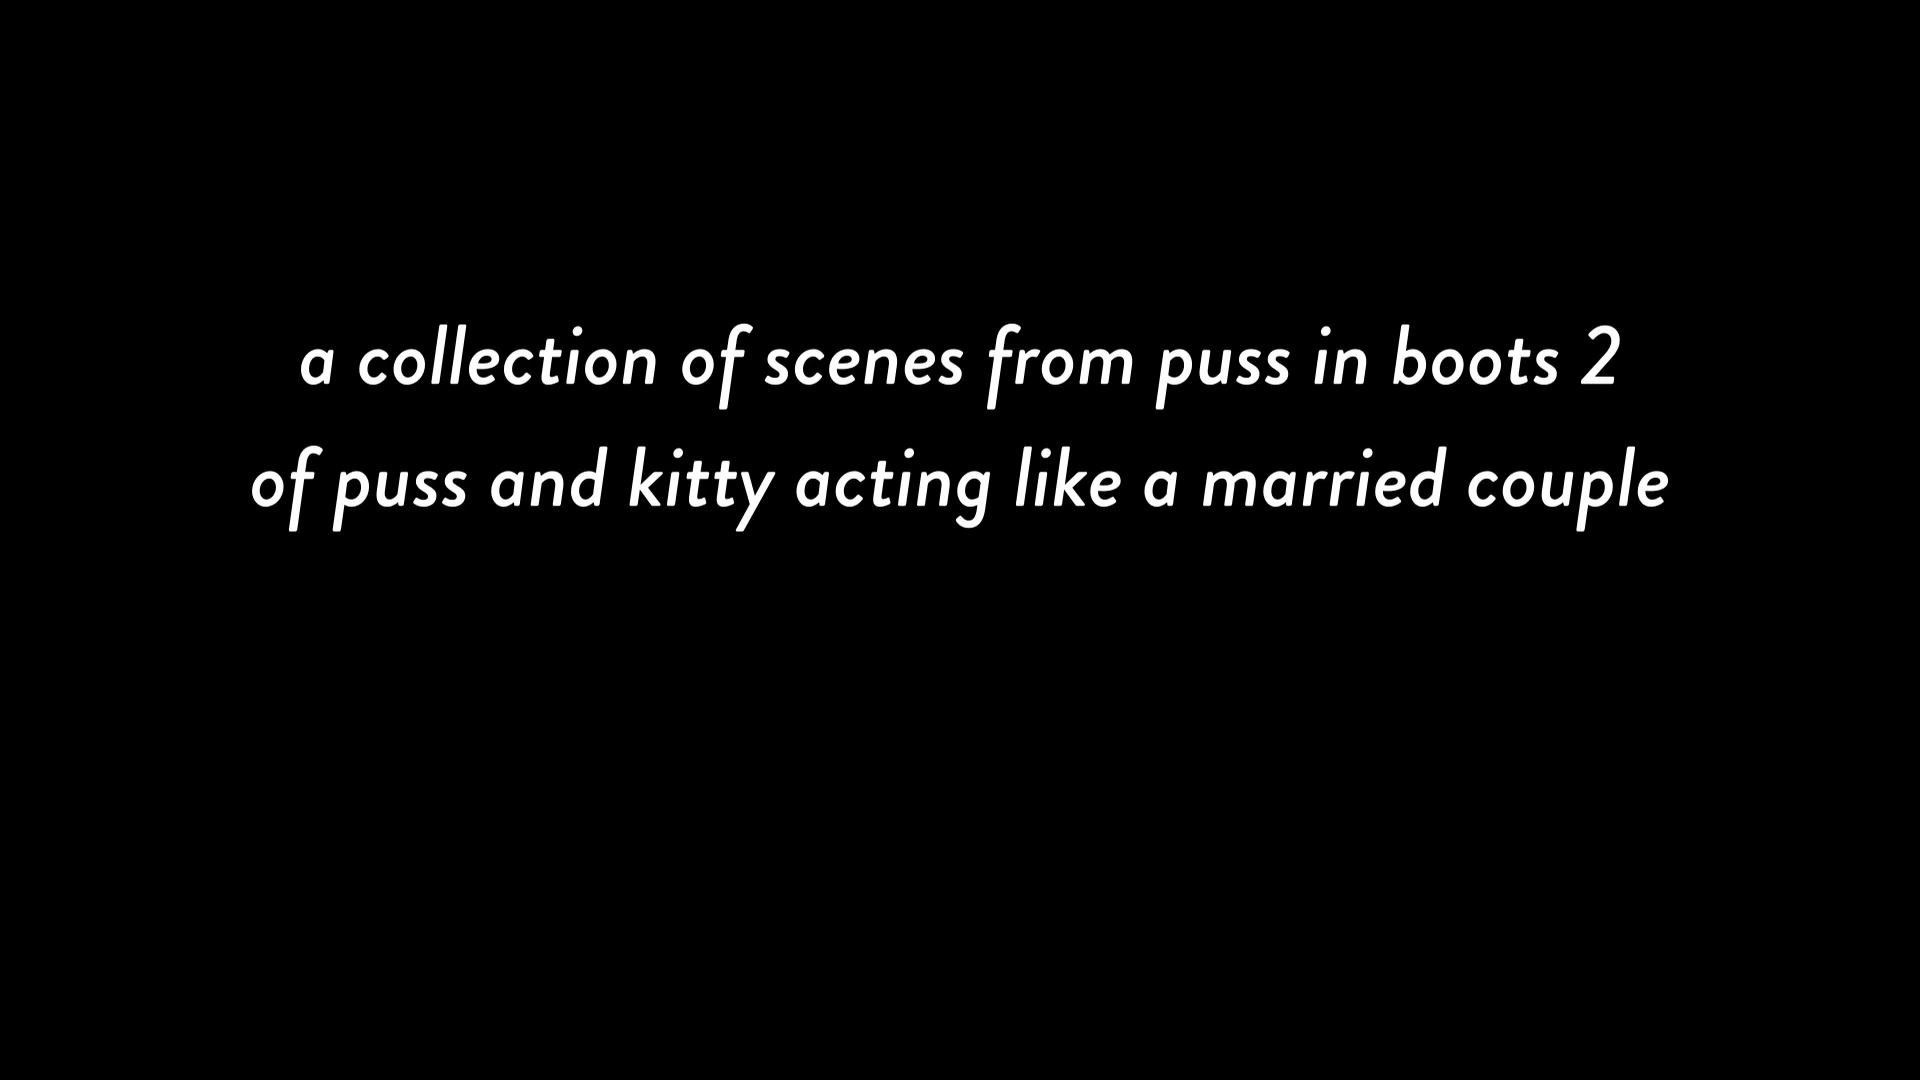 a collection of scenes from puss in boots 2
of puss and kitty acting like a married couple